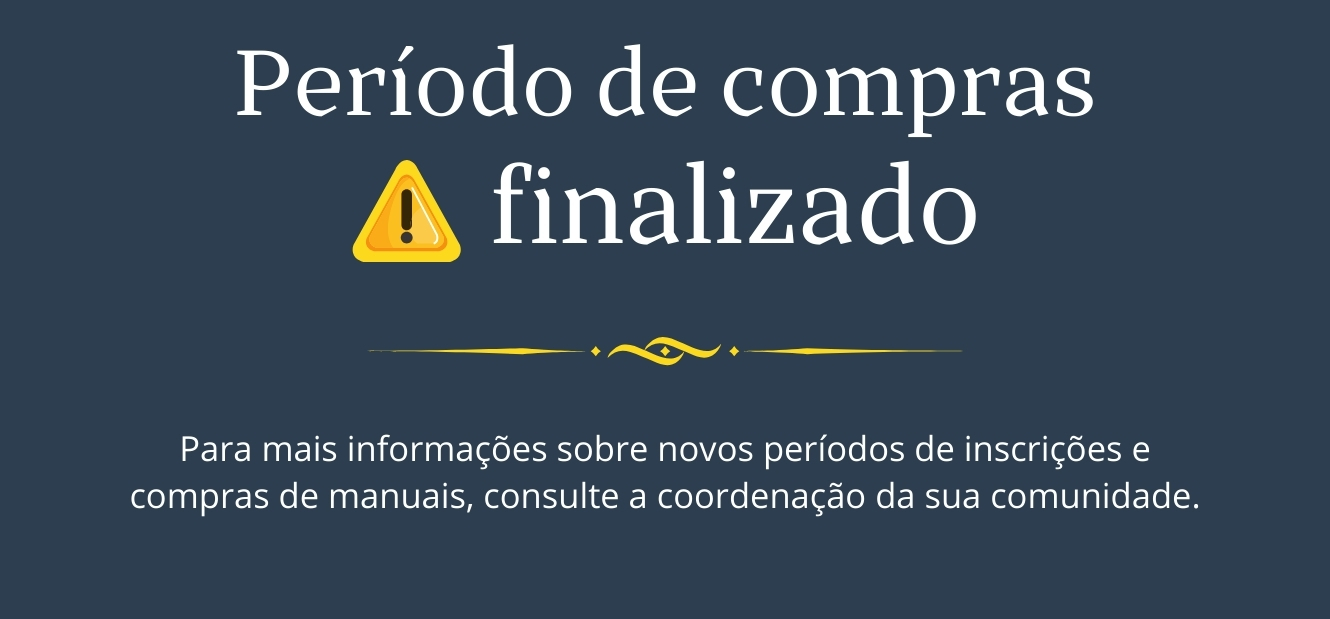 Período de compras
⚠️ finalizado
Para mais informações sobre novos períodos de inscrições e
compras de manuais, consulte a coordenação da sua comunidade.